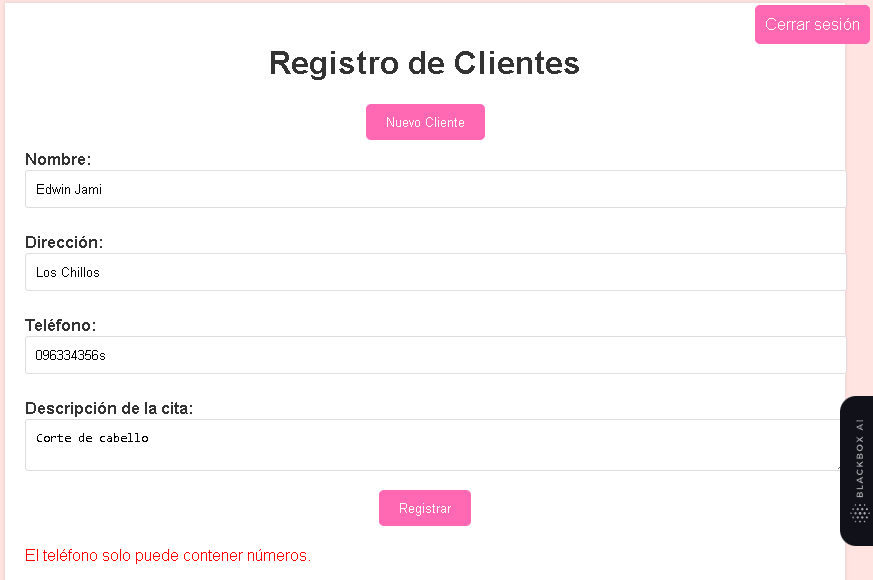 Cerrar sesión
Registro de Clientes
Nuevo Cliente
Nombre:
Edwin Jami
Dirección:
Los Chillos
Teléfono:
096334356s
Descripción de la cita:
Corte de cabello
BLACKBOX AI
Registrar
El teléfono solo puede contener números.